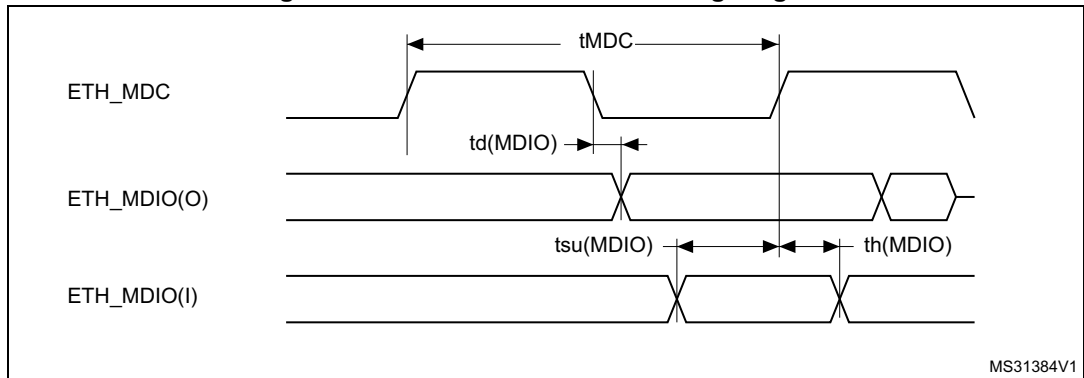 tMDC
ETH_MDC
td(MDIO)
ETH_MDIO(O)
tsu(MDIO)
th(MDIO)
ETH_MDIO(I)
MS31384V1